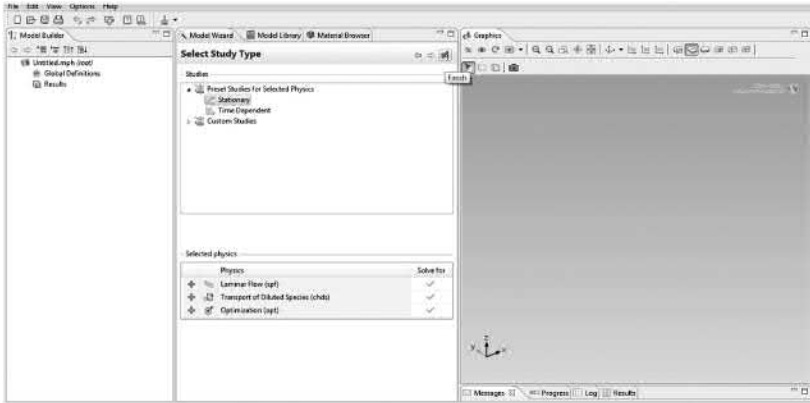 File Edit View Options Help
Model Builder
Untitled.mph (root)
Global Definitions
Results
Model Wizard Model Library Material Browser
Select Study Type
Studies
Preset Studies for Selected Physics
Stationary
Time Dependent
Custom Studies
Selected physics
Physics Solve for
Laminar Flow (spf)
Transport of Diluted Species (chds)
Optimization (opt)
Graphics
Finish
z
y x
Messages Progress Log Results